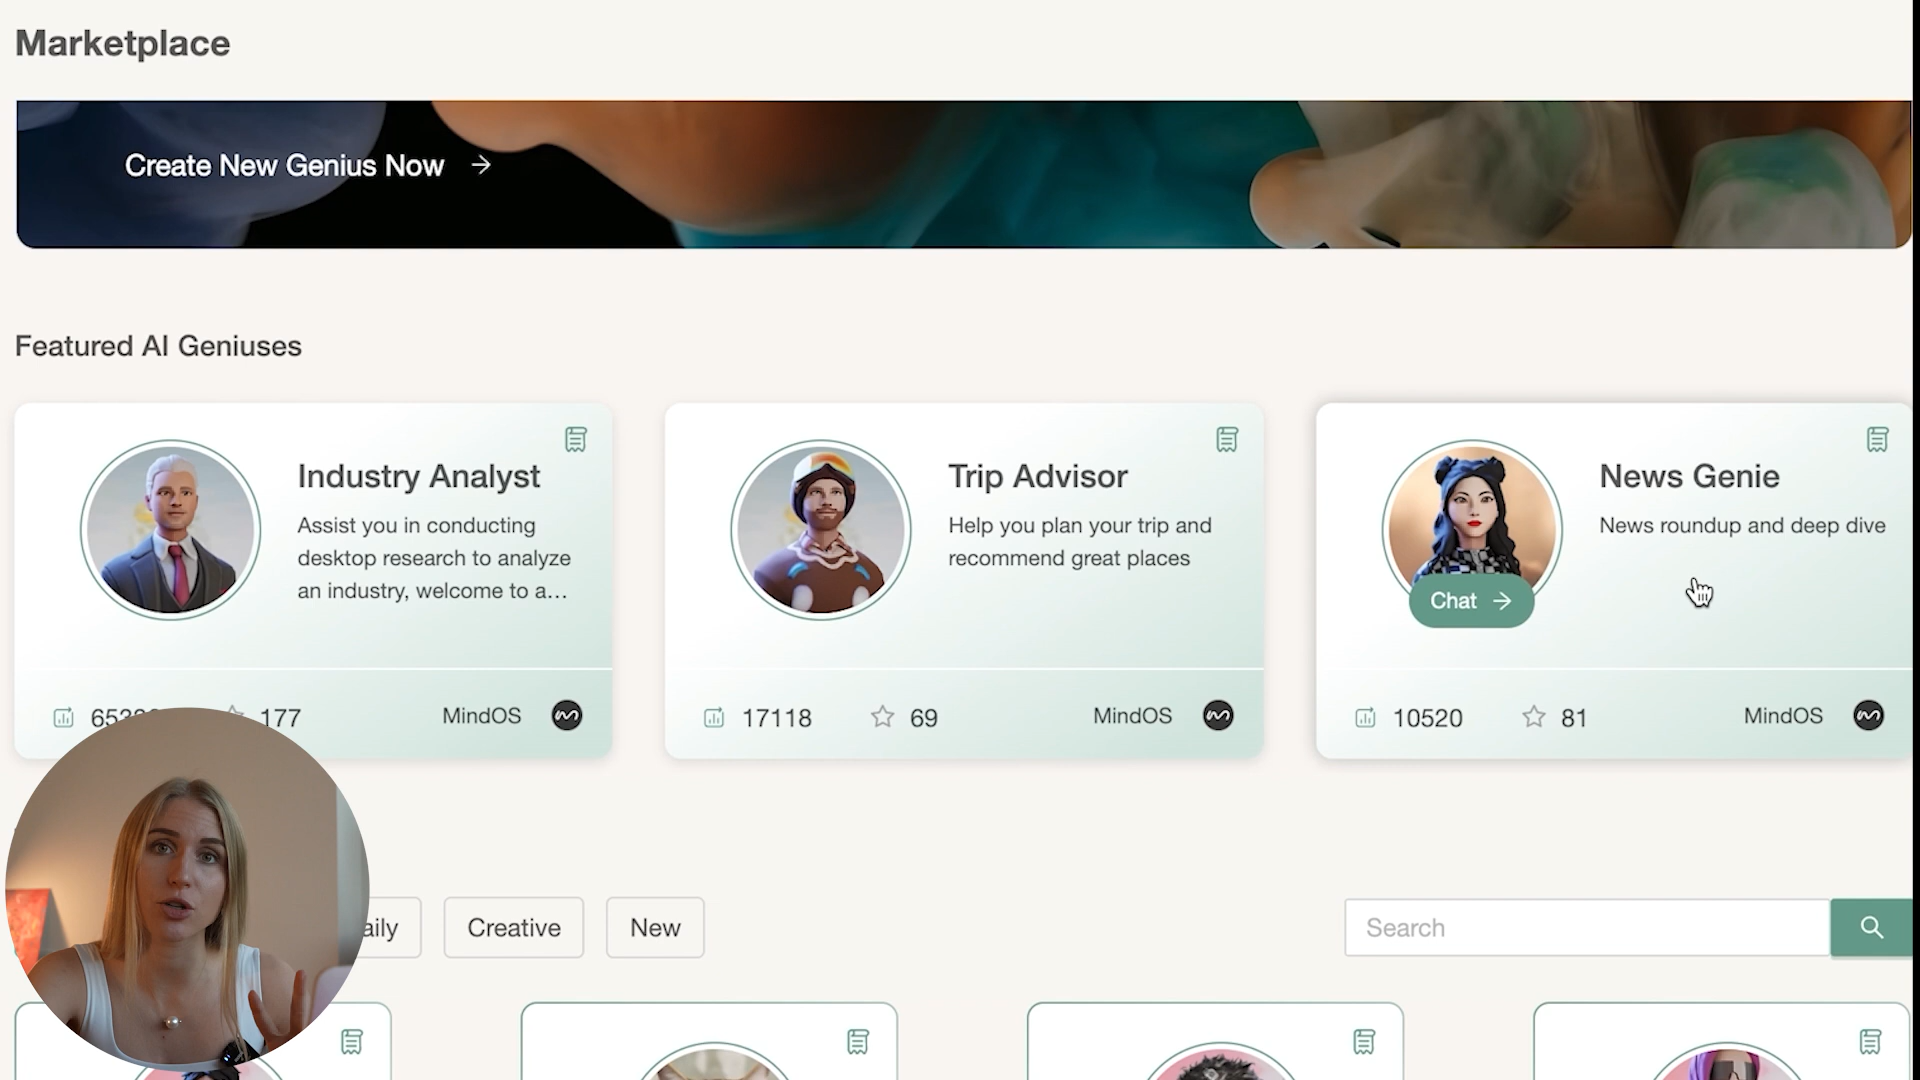 Marketplace
Create New Genius Now
Featured AI Geniuses
Industry Analyst
Assist you in conducting
desktop research to analyze
an industry, welcome to a...
177
MindOS
Trip Advisor
Help you plan your trip and
recommend great places
17118
69
MindOS
News Genie
News roundup and deep dive
Chat
10520
81
MindOS
Creative
New
Search